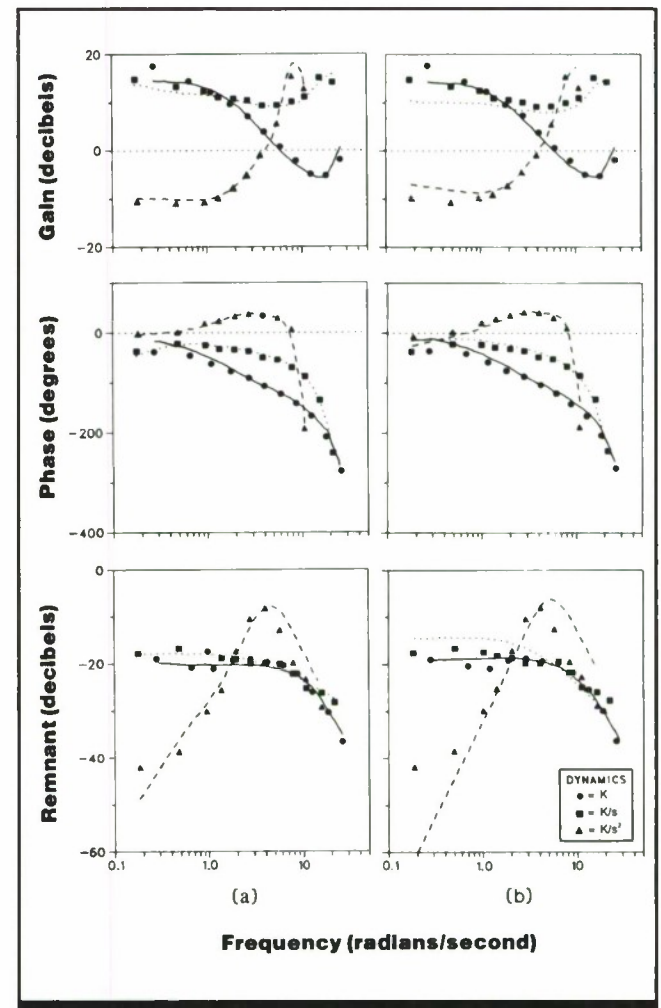 Gain (decibels)
20
0
−20
Phase (degrees)
0
−200
−400
Remnant (decibels)
0
−20
−40
−60
0.1
1.0
10
0.1
1.0
10
DYNAMICS
● = K
■ = K/s
▲ = K/s²
(a)
(b)
Frequency (radians/second)